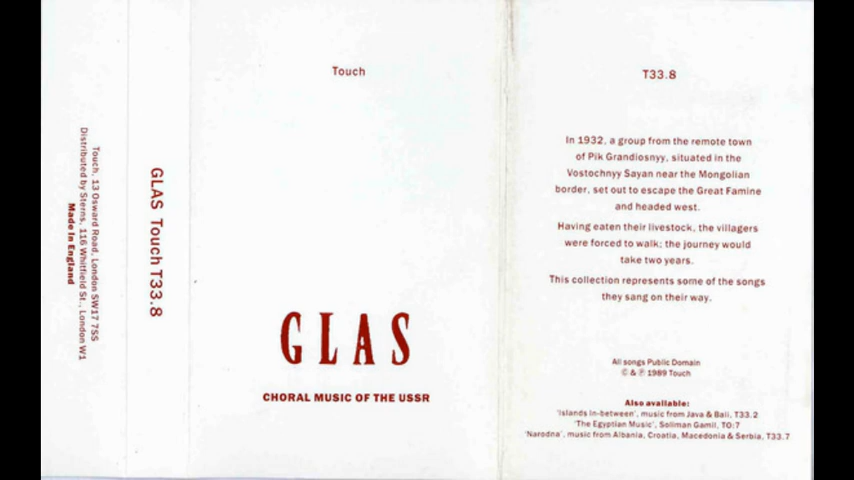 Touch, 13 Osward Road, London SW17 7SS
Distributed by Sterns, 116 Whitfield St., London W1
Made In England
GLAS Touch T33.8
Touch
GLAS
CHORAL MUSIC OF THE USSR
T33.8
In 1932, a group from the remote town
of Pik Grandiosnyy, situated in the
Vostochnyy Sayan near the Mongolian
border, set out to escape the Great Famine
and headed west.
Having eaten their livestock, the villagers
were forced to walk; the journey would
take two years.
This collection represents some of the songs
they sang on their way.
All songs Public Domain
© & ℗ 1989 Touch
Also available:
'Islands In-between', music from Java & Bali, T33.2
'The Egyptian Music', Soliman Gamil, TO:7
'Narodna', music from Albania, Croatia, Macedonia & Serbia, T33.7